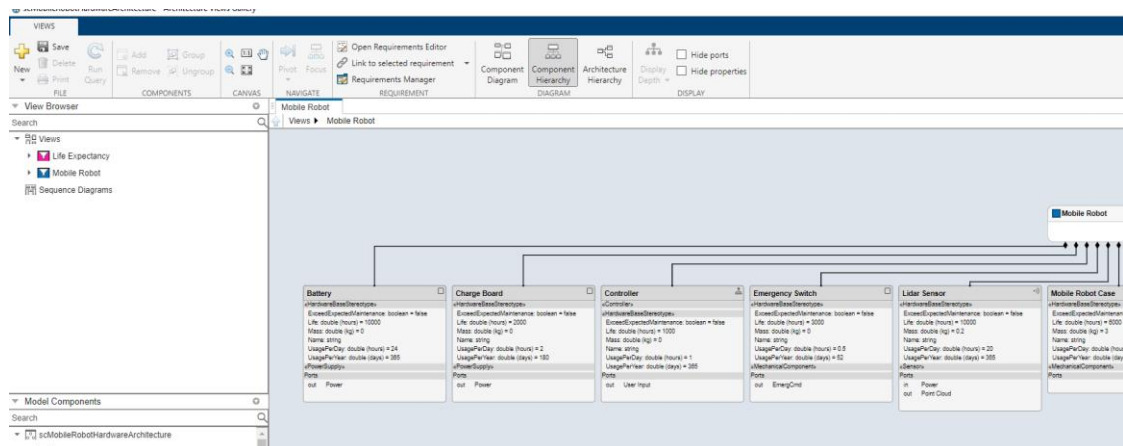 scMobileRobotHardwareArchitecture - Architecture Views Gallery
VIEWS
New
Save
Delete
Print
Run Query
FILE
Add
Remove
Group
Ungroup
COMPONENTS
CANVAS
Pivot
Focus
NAVIGATE
Open Requirements Editor
Link to selected requirement
Requirements Manager
REQUIREMENT
Component Diagram
Component Hierarchy
Architecture Hierarchy
DIAGRAM
Display Depth
Hide ports
Hide properties
DISPLAY
View Browser
Search
Views
Life Expectancy
Mobile Robot
Sequence Diagrams
Model Components
Search
scMobileRobotHardwareArchitecture
Mobile Robot
Views ▸ Mobile Robot
Mobile Robot
Battery
«HardwareBaseStereotype»
ExceedExpectedMaintenance: boolean = false
Life: double (hours) = 10000
Mass: double (kg) = 0
Name: string
UsagePerDay: double (hours) = 24
UsagePerYear: double (days) = 365
«PowerSupply»
Ports
out Power
Charge Board
«HardwareBaseStereotype»
ExceedExpectedMaintenance: boolean = false
Life: double (hours) = 2000
Mass: double (kg) = 0
Name: string
UsagePerDay: double (hours) = 2
UsagePerYear: double (days) = 180
«PowerSupply»
Ports
out Power
Controller
«Controller»
«HardwareBaseStereotype»
ExceedExpectedMaintenance: boolean = false
Life: double (hours) = 1000
Mass: double (kg) = 0
Name: string
UsagePerDay: double (hours) = 1
UsagePerYear: double (days) = 365
Ports
out User Input
Emergency Switch
«HardwareBaseStereotype»
ExceedExpectedMaintenance: boolean = false
Life: double (hours) = 3000
Mass: double (kg) = 0
Name: string
UsagePerDay: double (hours) = 0.5
UsagePerYear: double (days) = 52
«MechanicalComponent»
Ports
out EmergCmd
Lidar Sensor
«HardwareBaseStereotype»
ExceedExpectedMaintenance: boolean = false
Life: double (hours) = 10000
Mass: double (kg) = 0.2
Name: string
UsagePerDay: double (hours) = 20
UsagePerYear: double (days) = 365
«Sensor»
Ports
in Power
out Point Cloud
Mobile Robot Case
«HardwareBaseStereotype»
ExceedExpectedMaintenance
Life: double (hours) = 6000
Mass: double (kg) = 3
Name: string
UsagePerDay: double
UsagePerYear: double
«MechanicalComponent»
Ports